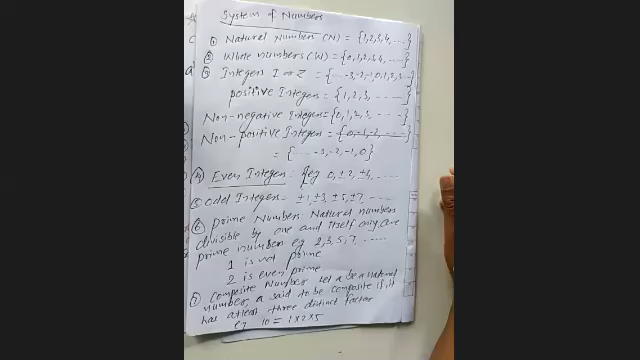 System of Numbers
① Natural Numbers (N) = {1,2,3,4, .....}
② Whole numbers (W) = {0,1,2,3,4, .....}
③ Integers I or Z = {.... -3,-2,-1,0,1,2,3...
positive Integers = {1,2,3, .......}
Non-negative Integers = {0,1,2,3, .....}
Non-positive Integers = {0,-1,-2, .....}
= {.... -3,-2,-1,0}
④ Even Integer = {eg 0, ±2, ±4, .....
⑤ odd Integer = ±1, ±3, ±5, ±7, .....
⑥ prime Numbers: Natural numbers
divisible by one and itself only are
prime number eg 2,3,5,7, .....
1 is not prime
2 is even prime
⑦ Composite Number Let a be a natural
number, a said to be composite if it
has atleast three distinct factor
eg 10 = 1×2×5